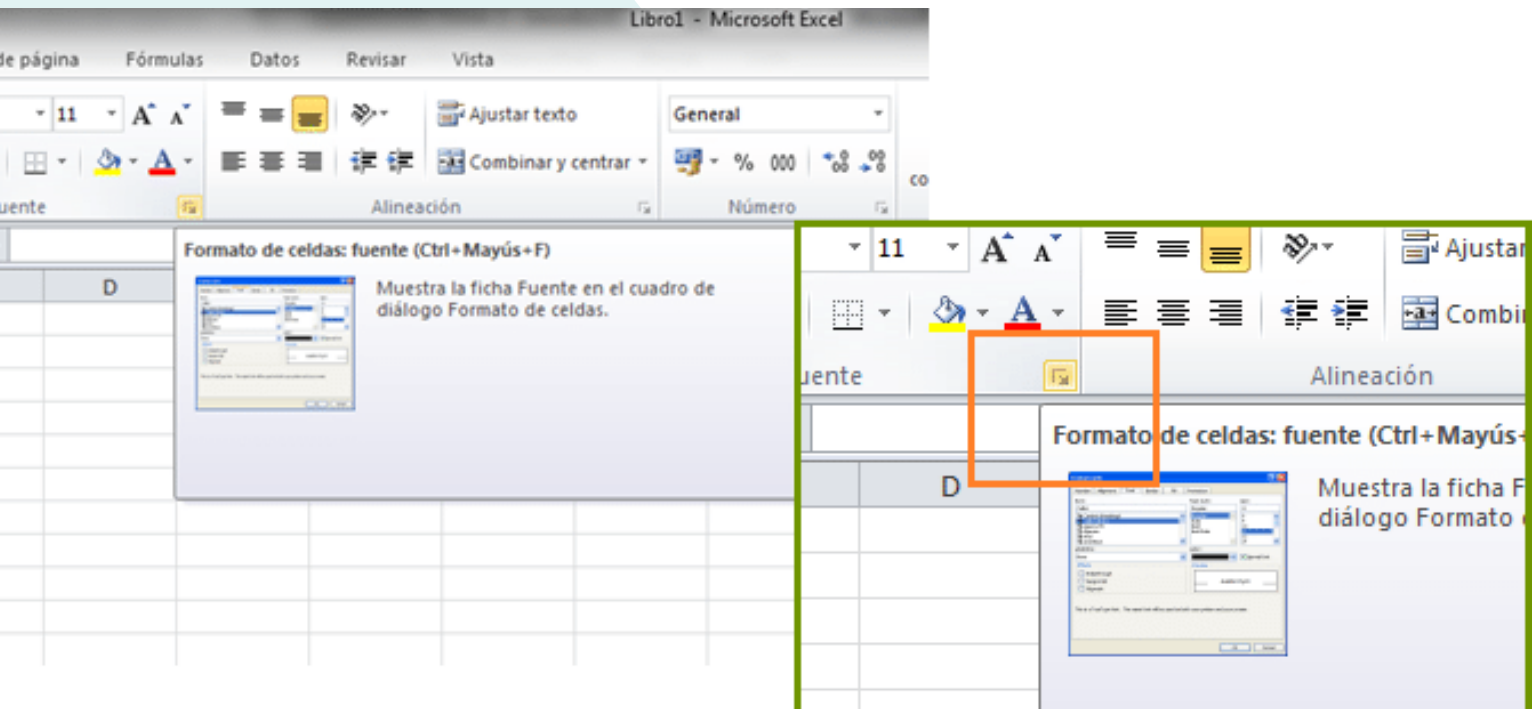 Libro1 - Microsoft Excel
de página Fórmulas Datos Revisar Vista
11 A A Ajustar texto General
A Combinar y centrar % 000
uente Alineación Número
co
Formato de celdas: fuente (Ctrl+Mayús+F)
Muestra la ficha Fuente en el cuadro de
diálogo Formato de celdas.
D
11 A A Ajustar
A Combin
uente Alineación
Formato de celdas: fuente (Ctrl+Mayús+
Muestra la ficha F
diálogo Formato
D